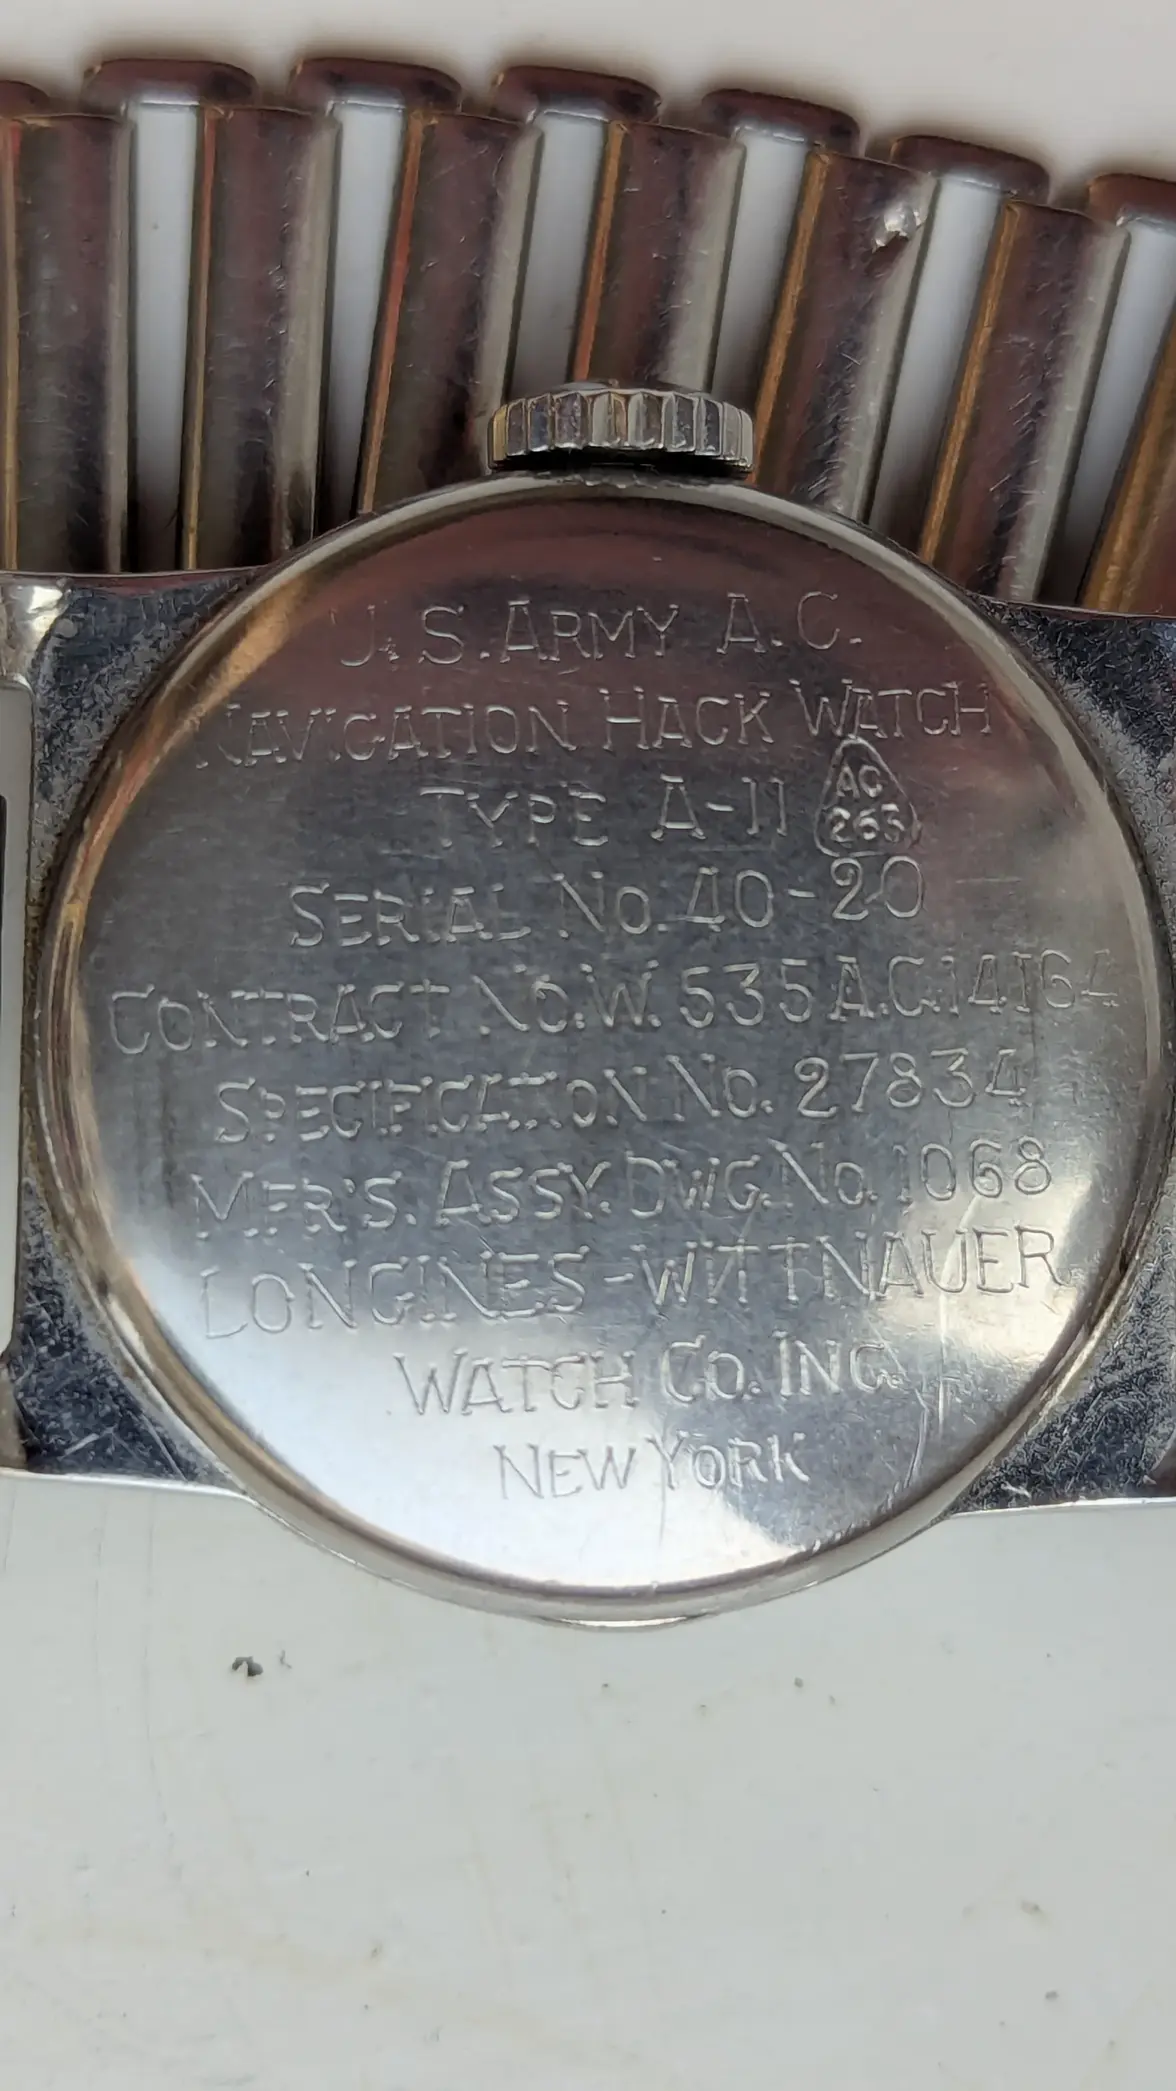 U.S. ARMY A.C.
NAVIGATION HACK WATCH
TYPE A-11
AC
265
SERIAL NO. 40-20
CONTRACT NO. W. 535 A.C. 14164
SPECIFICATION NO. 27834
MFR'S. ASSY. DWG. NO. 1068
LONGINES-WITTNAUER
WATCH CO. INC.
NEW YORK